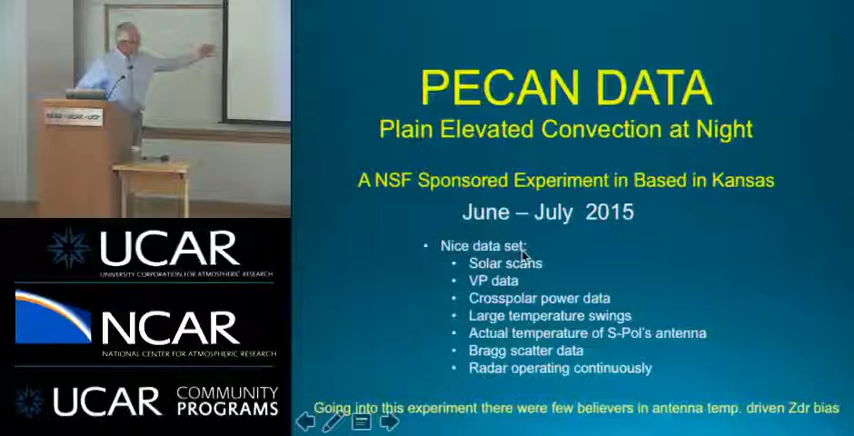 NCAR - UCAR - UCP
UCAR
UNIVERSITY CORPORATION FOR ATMOSPHERIC RESEARCH
NCAR
NATIONAL CENTER FOR ATMOSPHERIC RESEARCH
UCAR COMMUNITY PROGRAMS
PECAN DATA
Plain Elevated Convection at Night
A NSF Sponsored Experiment in Based in Kansas
June – July 2015
• Nice data set:
• Solar scans
• VP data
• Crosspolar power data
• Large temperature swings
• Actual temperature of S-Pol's antenna
• Bragg scatter data
• Radar operating continuously
Going into this experiment there were few believers in antenna temp. driven Zdr bias